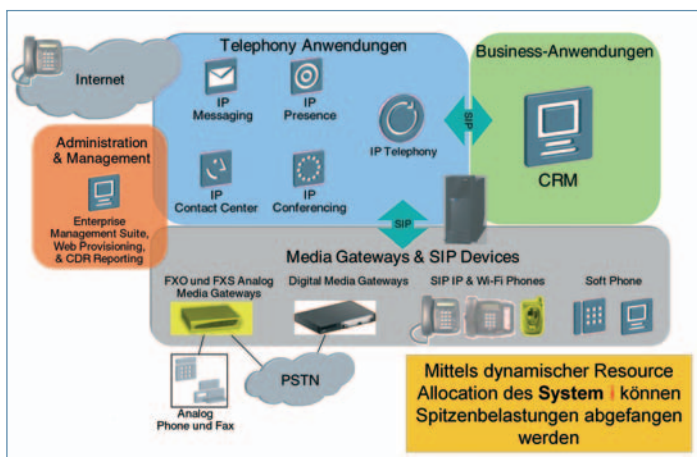 Internet
Telephony Anwendungen
IP
Messaging
IP
Presence
IP Telephony
IP
Contact Center
IP
Conferencing
SIP
Business-Anwendungen
CRM
Administration
& Management
Enterprise
Management Suite,
Web Provisioning,
& CDR Reporting
SIP
Media Gateways & SIP Devices
FXO und FXS Analog
Media Gateways
Digital Media Gateways
SIP IP & Wi-Fi Phones
Soft Phone
PSTN
Analog
Phone und Fax
Mittels dynamischer Resource
Allocation des System i können
Spitzenbelastungen abgefangen
werden